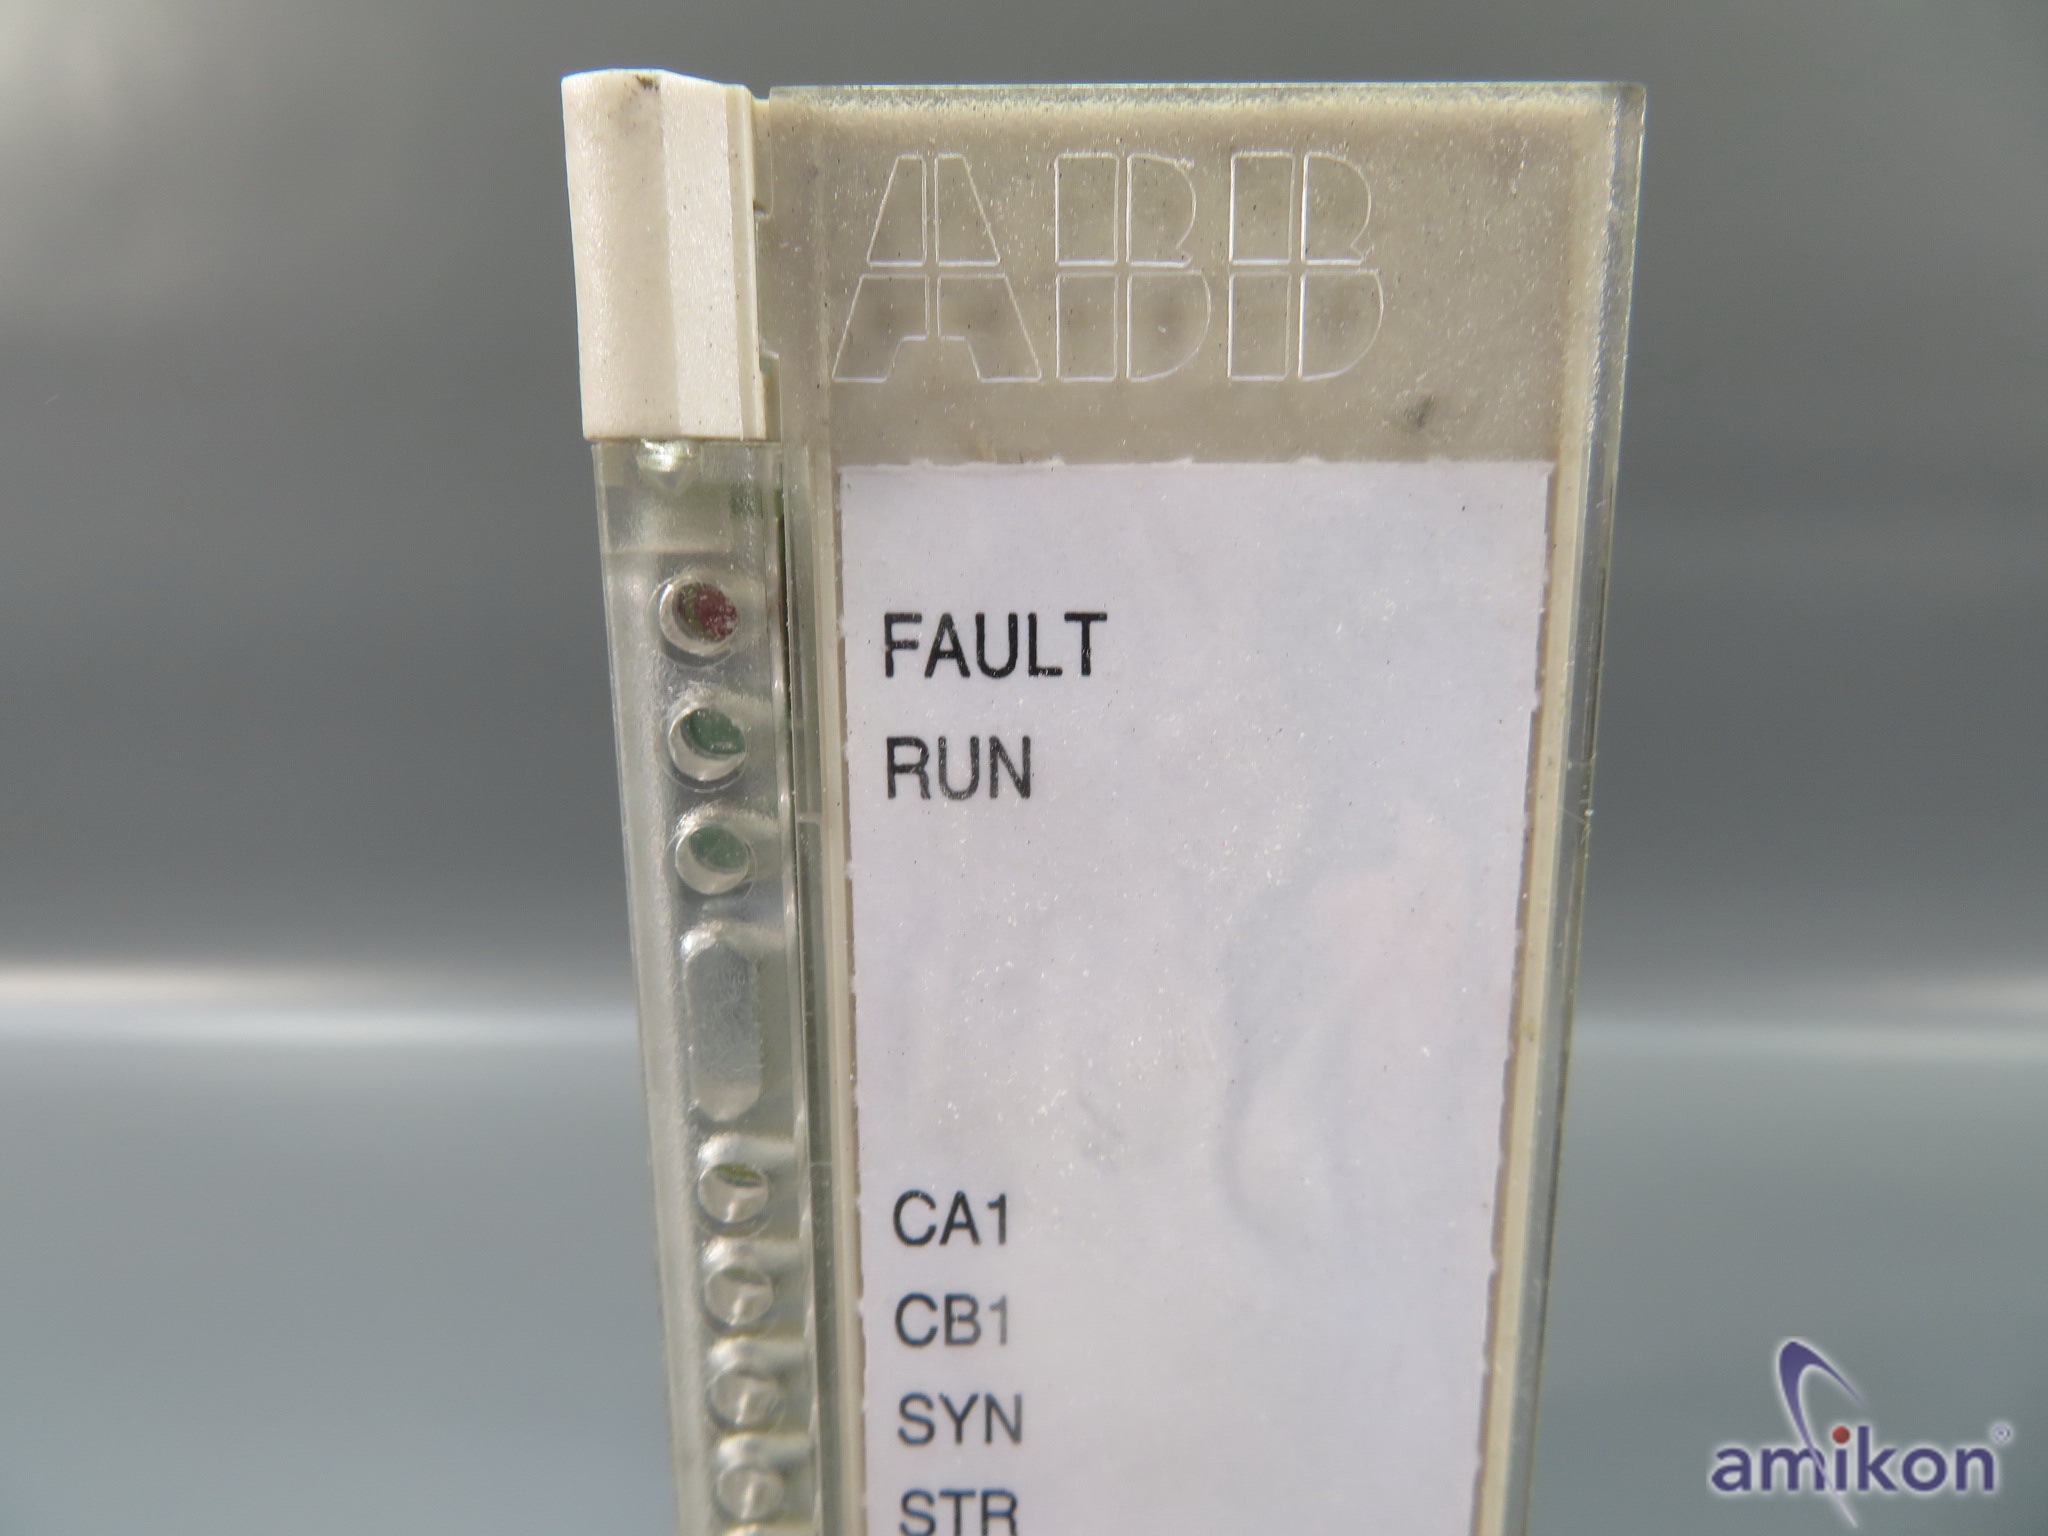 ABB
FAULT
RUN
CA1
CB1
SYN
STR
amikon®